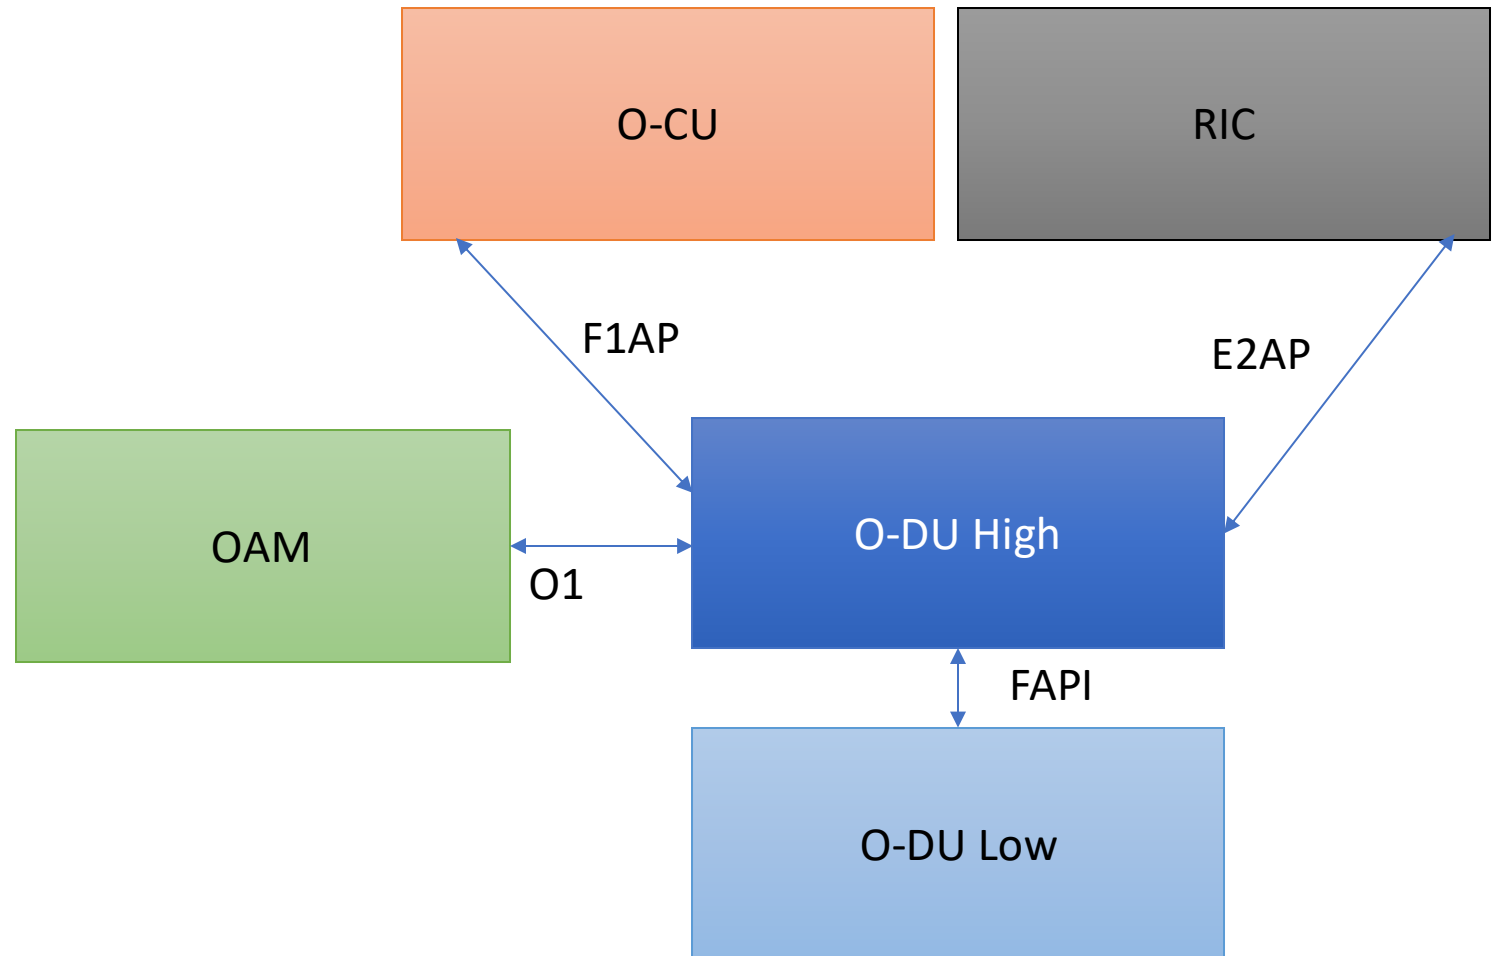 O-CU
RIC
F1AP
E2AP
OAM
O1
O-DU High
FAPI
O-DU Low